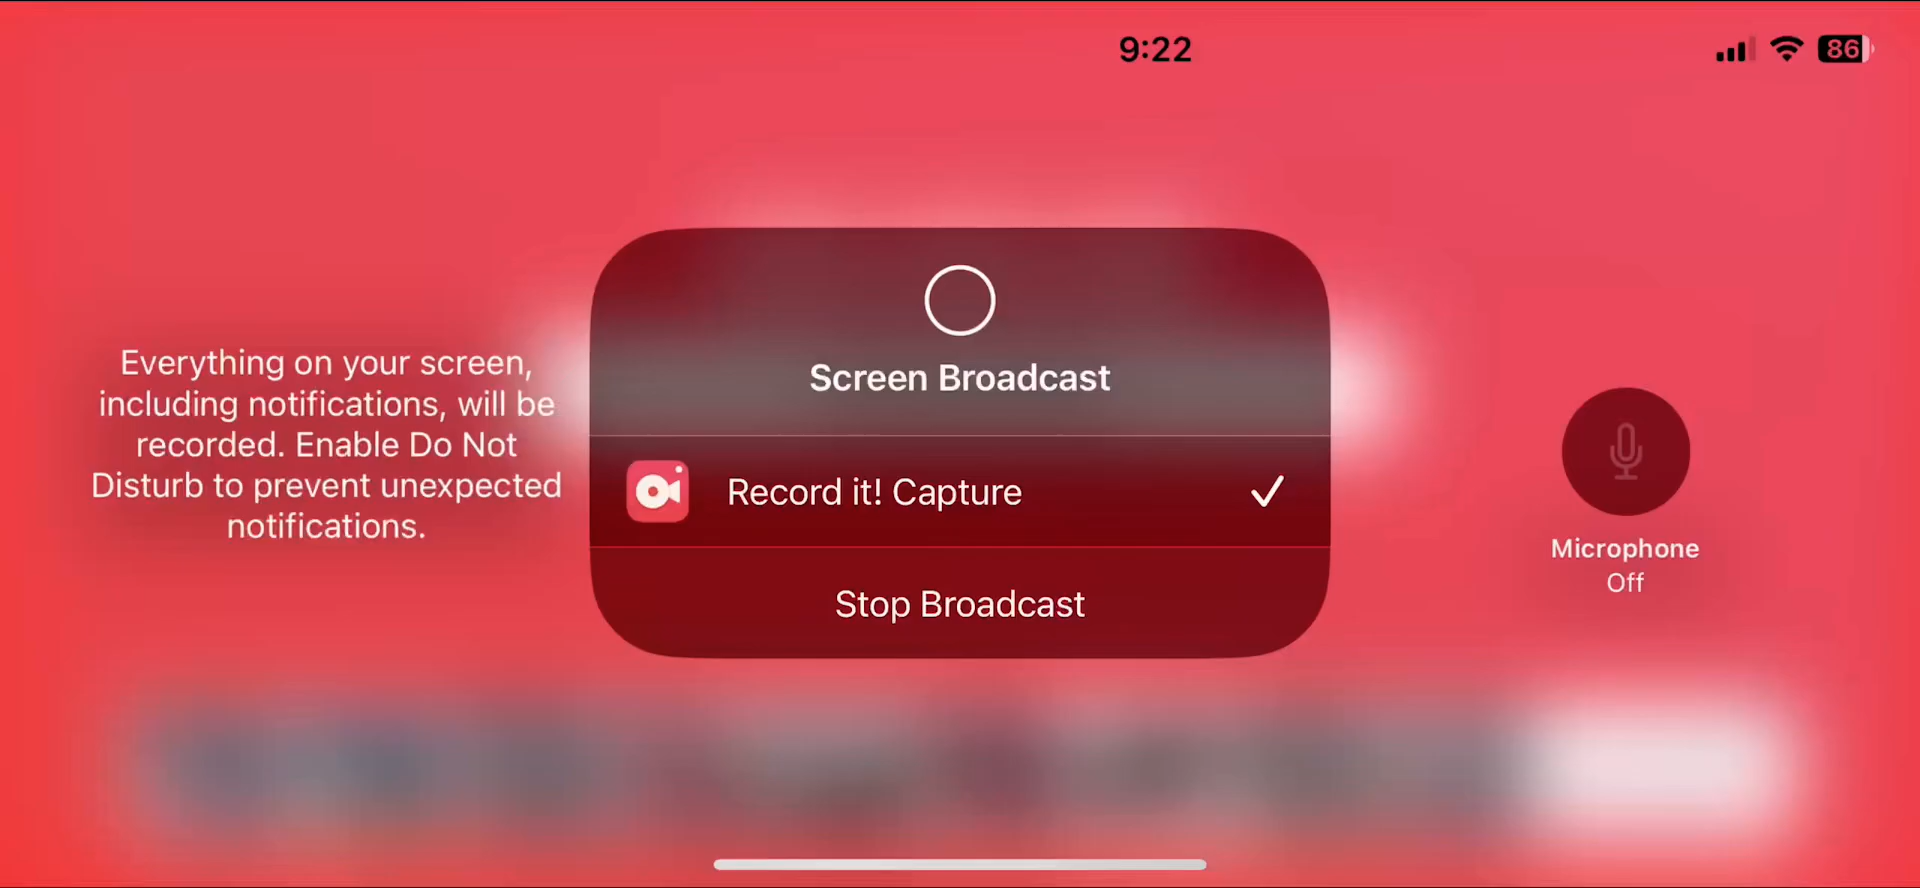 9:22
86
Everything on your screen,
including notifications, will be
recorded. Enable Do Not
Disturb to prevent unexpected
notifications.
Screen Broadcast
Record it! Capture
Stop Broadcast
Microphone
Off